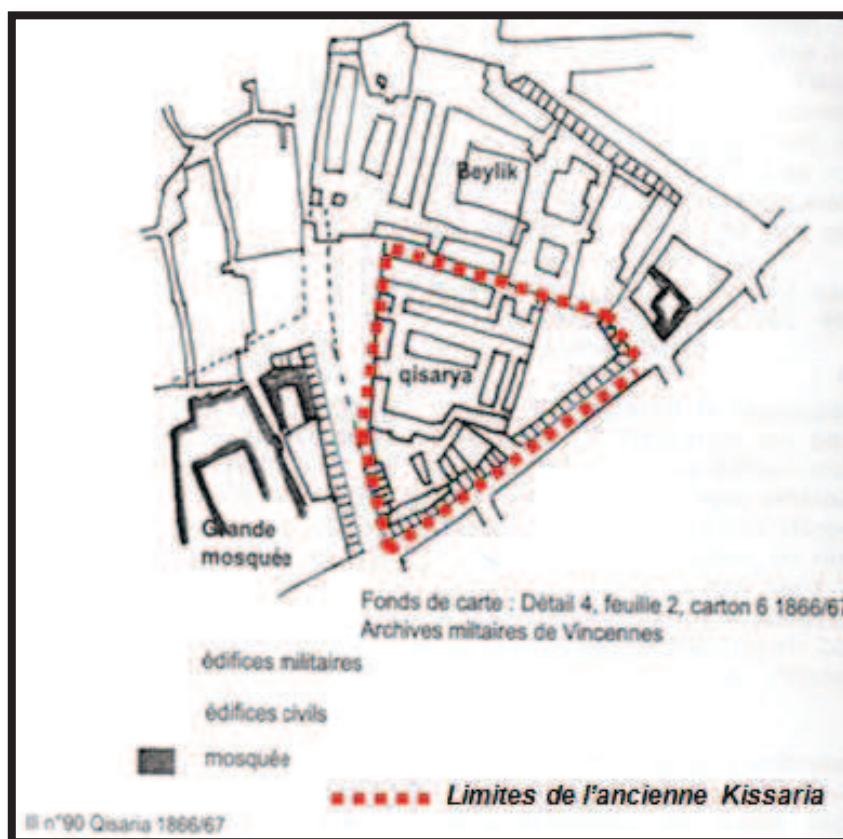 Beylik
qisarya
Grande
mosquée
Fonds de carte : Détail 4, feuille 2, carton 6 1866/67
Archives miltaires de Vincennes
édifices militaires
édifices civils
mosquée
Limites de l'ancienne Kissaria
Ill n°90 Qisaria 1866/67